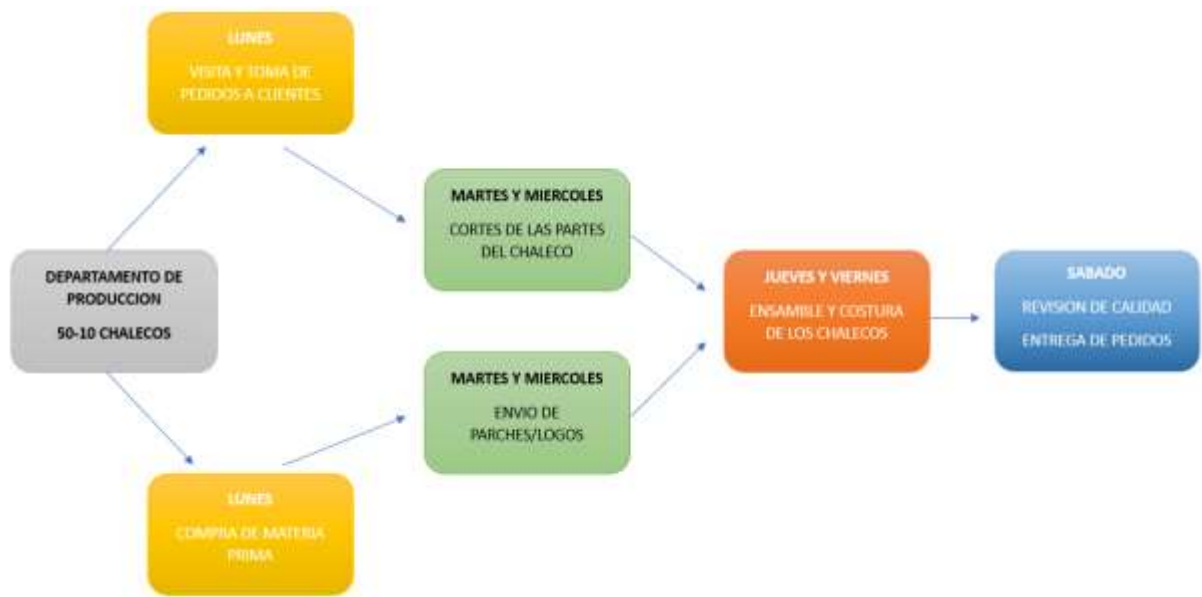 LUNES
VISITA Y TOMA DE
PEDIDOS A CLIENTES
MARTES Y MIERCOLES
CORTES DE LAS PARTES
DEL CHALECO
DEPARTAMENTO DE
PRODUCCION
50-10 CHALECOS
JUEVES Y VIERNES
ENSAMBLE Y COSTURA
DE LOS CHALECOS
SABADO
REVISION DE CALIDAD
ENTREGA DE PEDIDOS
MARTES Y MIERCOLES
ENVIO DE
PARCHES/LOGOS
LUNES
COMPRA DE MATERIA
PRIMA